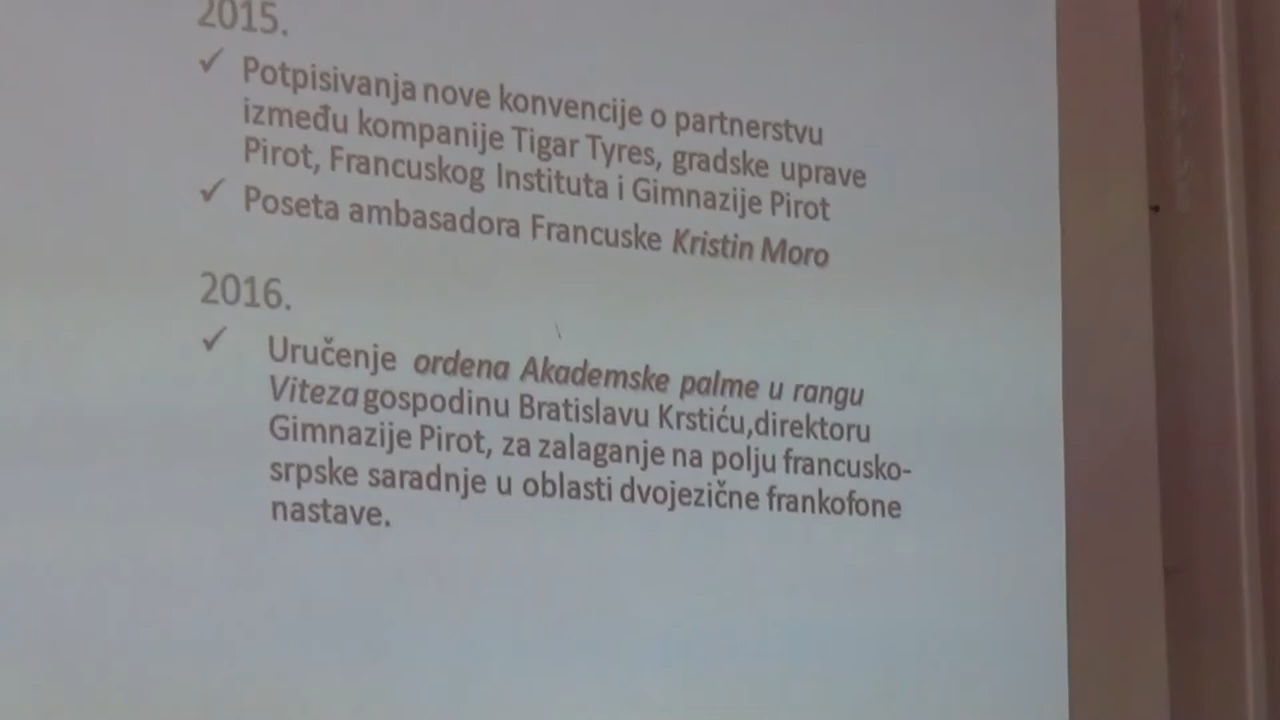 2015.
✓ Potpisivanja nove konvencije o partnerstvu
između kompanije Tigar Tyres, gradske uprave
Pirot, Francuskog Instituta i Gimnazije Pirot
✓ Poseta ambasadora Francuske Kristin Moro
2016.
✓ Uručenje ordena Akademske palme u rangu
Viteza gospodinu Bratislavu Krstiću,direktoru
Gimnazije Pirot, za zalaganje na polju francusko-
srpske saradnje u oblasti dvojezične frankofone
nastave.